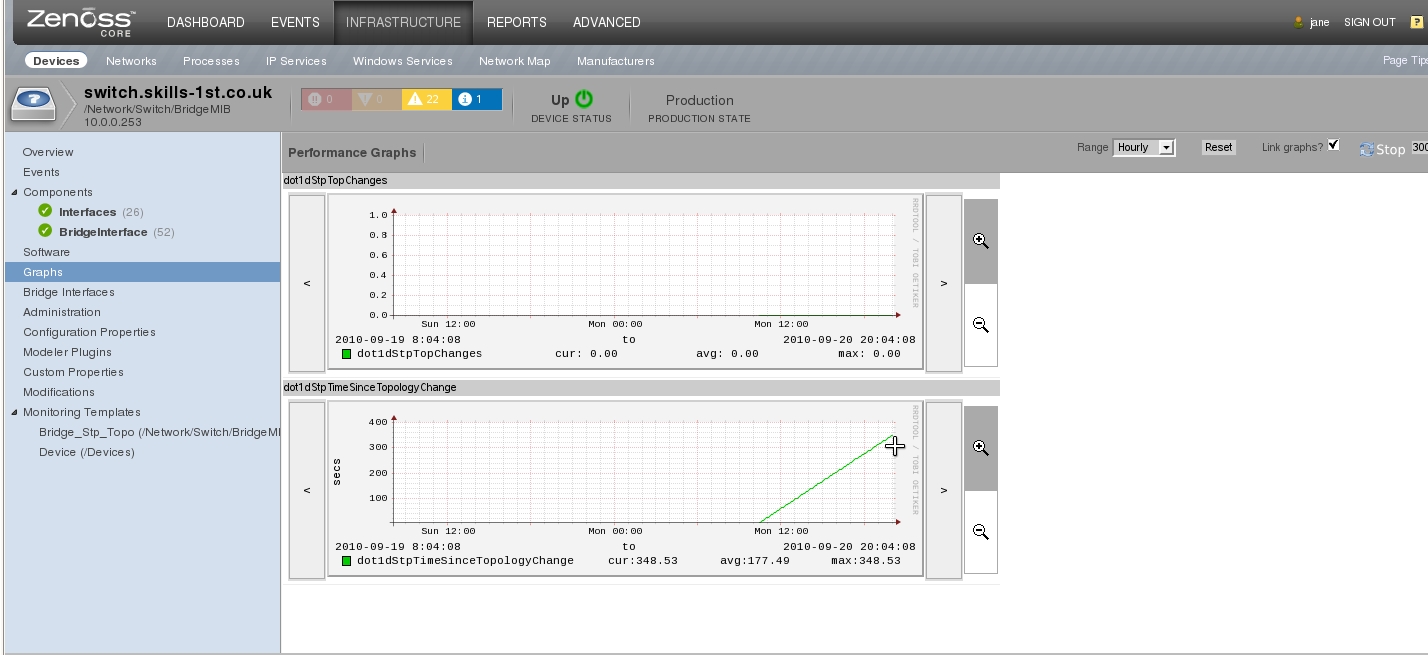 Zenoss™ DASHBOARD EVENTS INFRASTRUCTURE REPORTS ADVANCED jane SIGN OUT ?
CORE
Devices Networks Processes IP Services Windows Services Network Map Manufacturers Page Tips
switch.skills-1st.co.uk
/Network/Switch/BridgeMIB
10.0.0.253
0 0 22 1
Up
DEVICE STATUS
Production
PRODUCTION STATE
Overview
Events
Components
Interfaces (26)
BridgeInterface (52)
Software
Graphs
Bridge Interfaces
Administration
Configuration Properties
Modeler Plugins
Custom Properties
Modifications
Monitoring Templates
Bridge_Stp_Topo (/Network/Switch/BridgeMI
Device (/Devices)
Performance Graphs Range Hourly Reset Link graphs? Stop 300
dot1dStpTopChanges
<
1.0
0.8
0.6
0.4
0.2
0.0
Sun 12:00 Mon 00:00 Mon 12:00
2010-09-19 8:04:08 to 2010-09-20 20:04:08
dot1dStpTopChanges cur: 0.00 avg: 0.00 max: 0.00
RRDTOOL / TOBI OETIKER
>
dot1dStpTimeSinceTopologyChange
<
secs
400
300
200
100
Sun 12:00 Mon 00:00 Mon 12:00
2010-09-19 8:04:08 to 2010-09-20 20:04:08
dot1dStpTimeSinceTopologyChange cur:348.53 avg:177.49 max:348.53
RRDTOOL / TOBI OETIKER
>